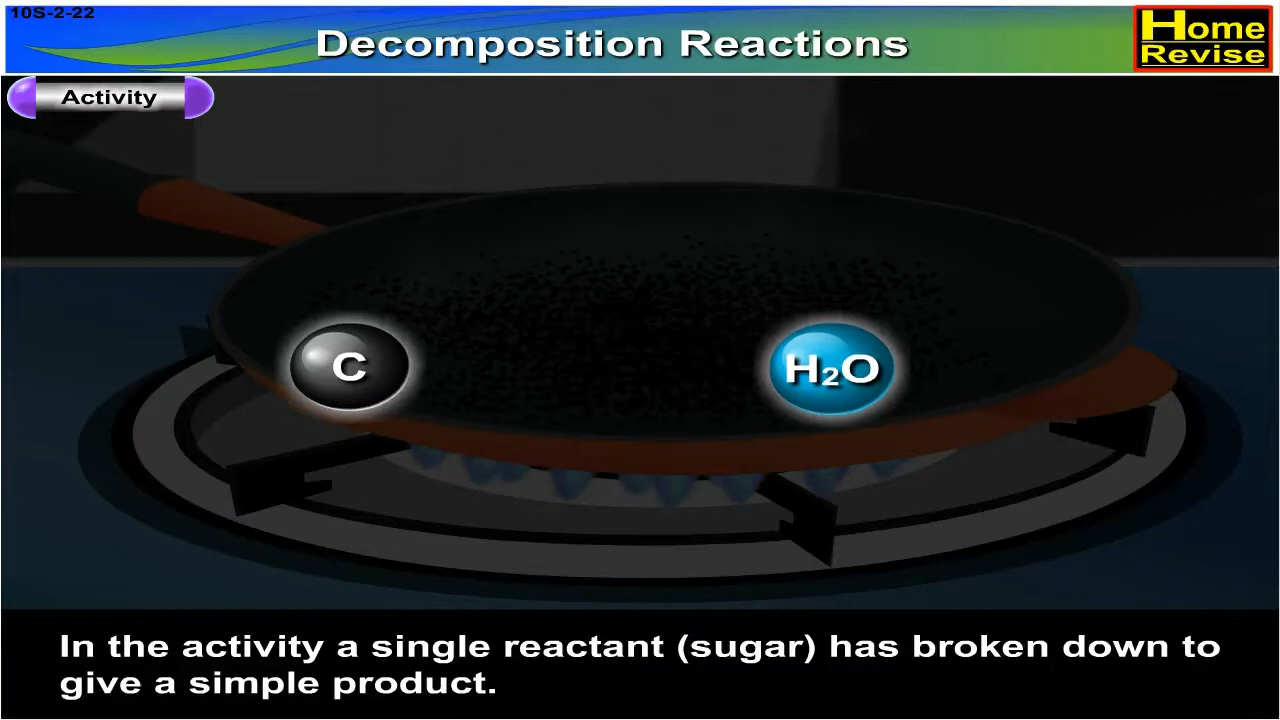 10S-2-22
Decomposition Reactions
Home
Revise
Activity
C
H₂O
In the activity a single reactant (sugar) has broken down to
give a simple product.